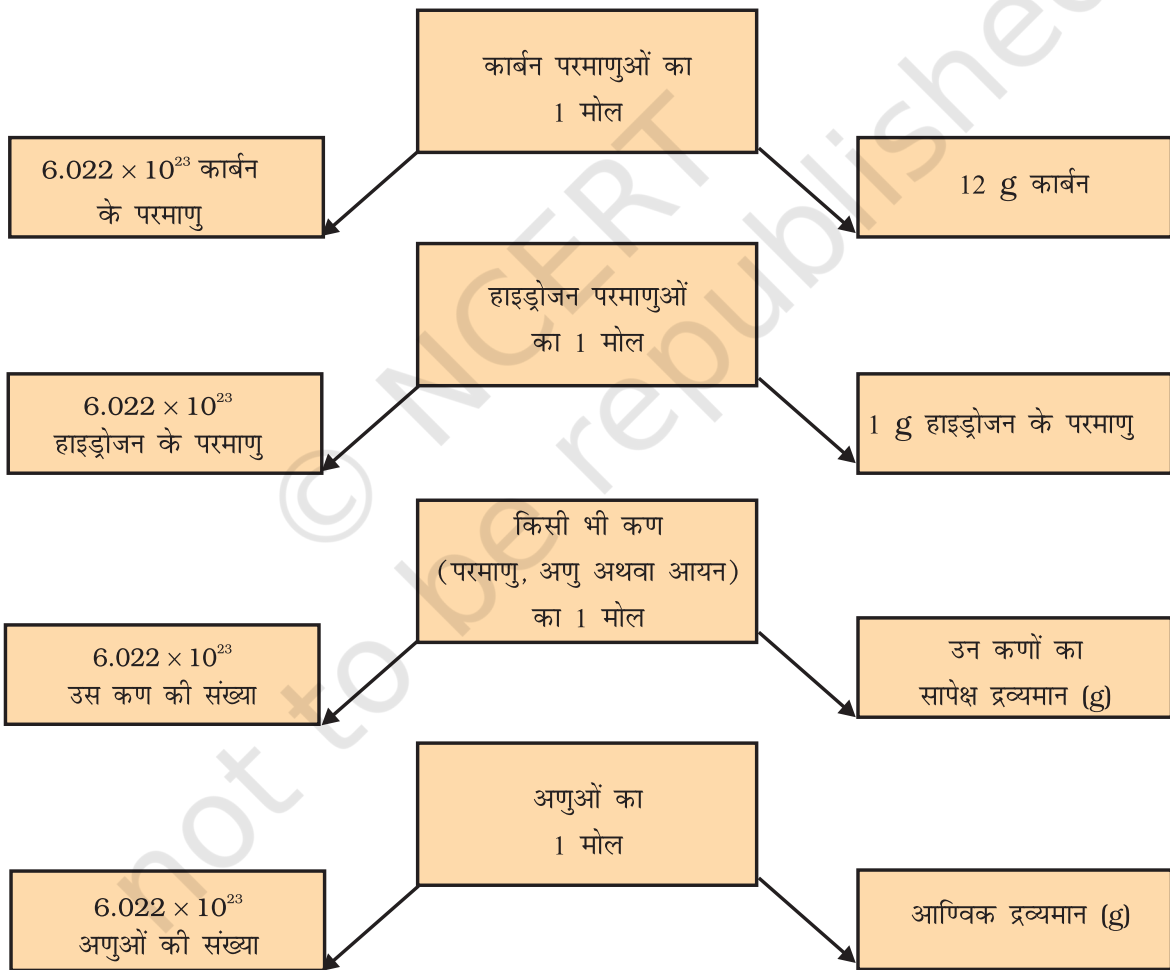 कार्बन परमाणुओं का
1 मोल
6.022 × 10²³ कार्बन
के परमाणु
12 g कार्बन
हाइड्रोजन परमाणुओं
का 1 मोल
6.022 × 10²³
हाइड्रोजन के परमाणु
1 g हाइड्रोजन के परमाणु
किसी भी कण
(परमाणु, अणु अथवा आयन)
का 1 मोल
6.022 × 10²³
उस कण की संख्या
उन कणों का
सापेक्ष द्रव्यमान (g)
अणुओं का
1 मोल
6.022 × 10²³
अणुओं की संख्या
आण्विक द्रव्यमान (g)
© NCERT
not to be republished